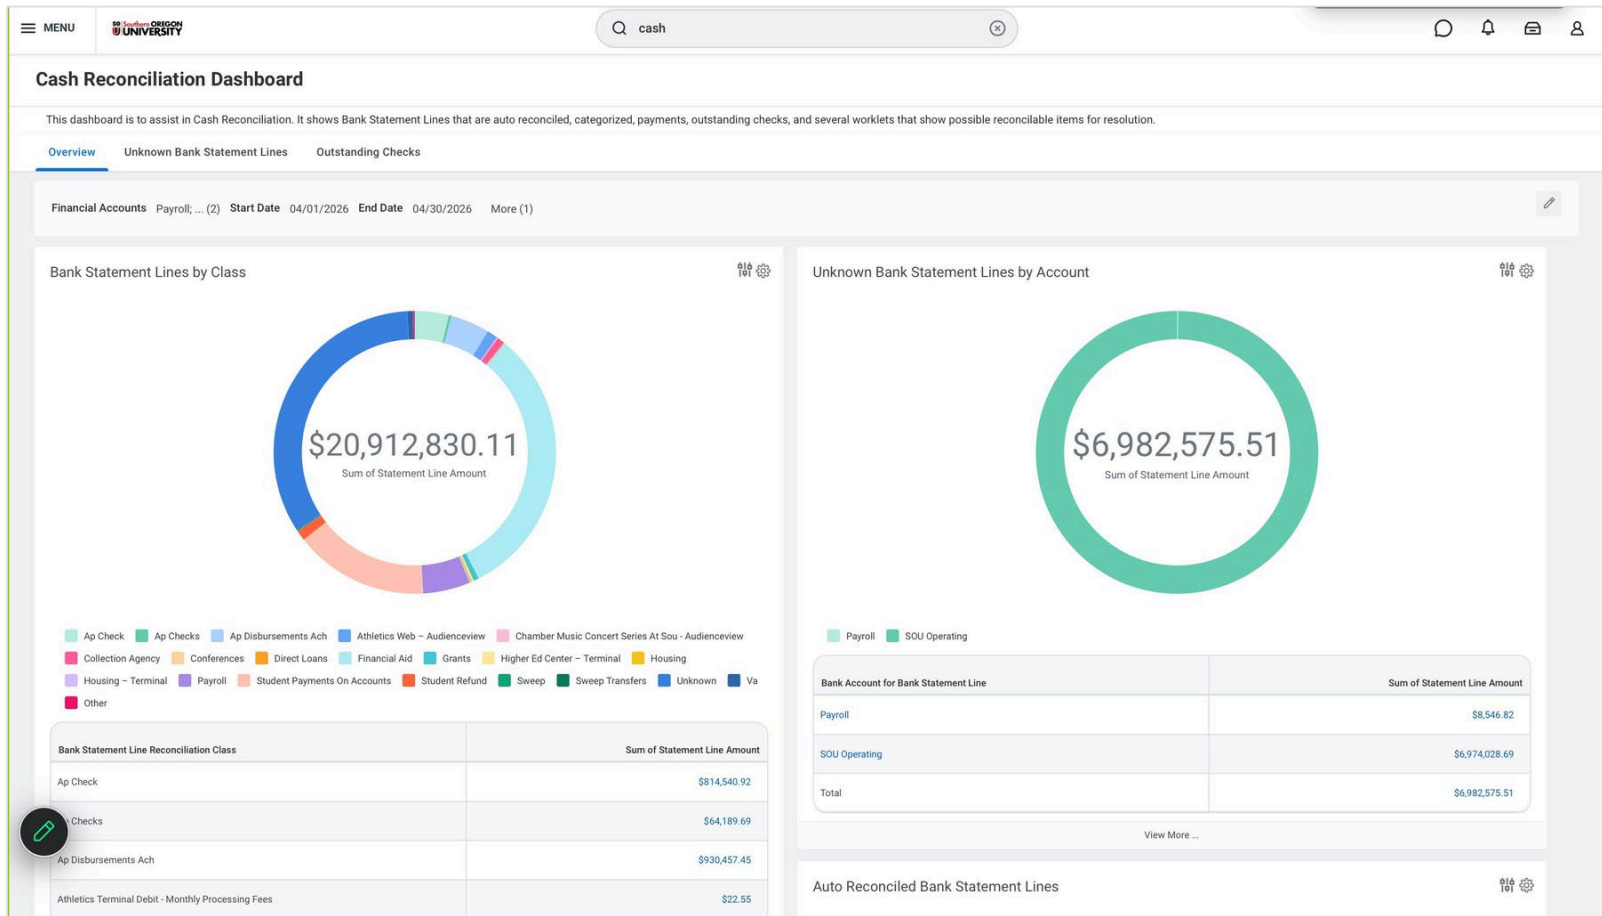 MENU
SO Southern OREGON
U UNIVERSITY
cash
Cash Reconciliation Dashboard
This dashboard is to assist in Cash Reconciliation. It shows Bank Statement Lines that are auto reconciled, categorized, payments, outstanding checks, and several worklets that show possible reconcilable items for resolution.
Overview Unknown Bank Statement Lines Outstanding Checks
Financial Accounts Payroll; ... (2) Start Date 04/01/2026 End Date 04/30/2026 More (1)
Bank Statement Lines by Class
$20,912,830.11
Sum of Statement Line Amount
Ap Check Ap Checks Ap Disbursements Ach Athletics Web – Audienceview Chamber Music Concert Series At Sou - Audienceview
Collection Agency Conferences Direct Loans Financial Aid Grants Higher Ed Center – Terminal Housing
Housing – Terminal Payroll Student Payments On Accounts Student Refund Sweep Sweep Transfers Unknown Va
Other
Bank Statement Line Reconciliation Class Sum of Statement Line Amount
Ap Check $814,540.92
Checks $64,189.69
Ap Disbursements Ach $930,457.45
Athletics Terminal Debit - Monthly Processing Fees $22.55
Unknown Bank Statement Lines by Account
$6,982,575.51
Sum of Statement Line Amount
Payroll SOU Operating
Bank Account for Bank Statement Line Sum of Statement Line Amount
Payroll $8,546.82
SOU Operating $6,974,028.69
Total $6,982,575.51
View More ...
Auto Reconciled Bank Statement Lines